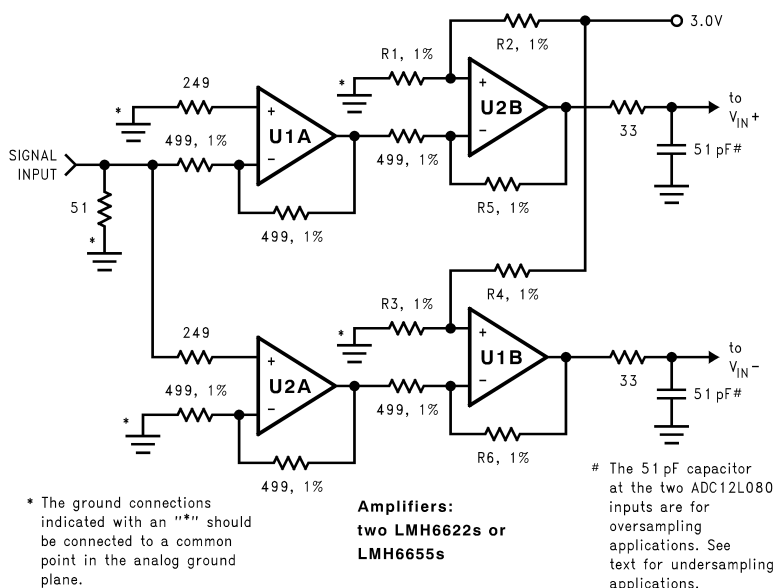 3.0V
R2, 1%
R1, 1%
*
+
U2B
−
249
*
+
U1A
−
499, 1%
SIGNAL
INPUT
51
*
499, 1%
499, 1%
R5, 1%
33
to
VIN+
51 pF#
R4, 1%
R3, 1%
*
+
U1B
−
249
+
U2A
−
499, 1%
*
499, 1%
499, 1%
R6, 1%
33
to
VIN−
51 pF#
* The ground connections
indicated with an "*" should
be connected to a common
point in the analog ground
plane.
Amplifiers:
two LMH6622s or
LMH6655s
# The 51 pF capacitor
at the two ADC12L080
inputs are for
oversampling
applications. See
text for undersampling
applications.